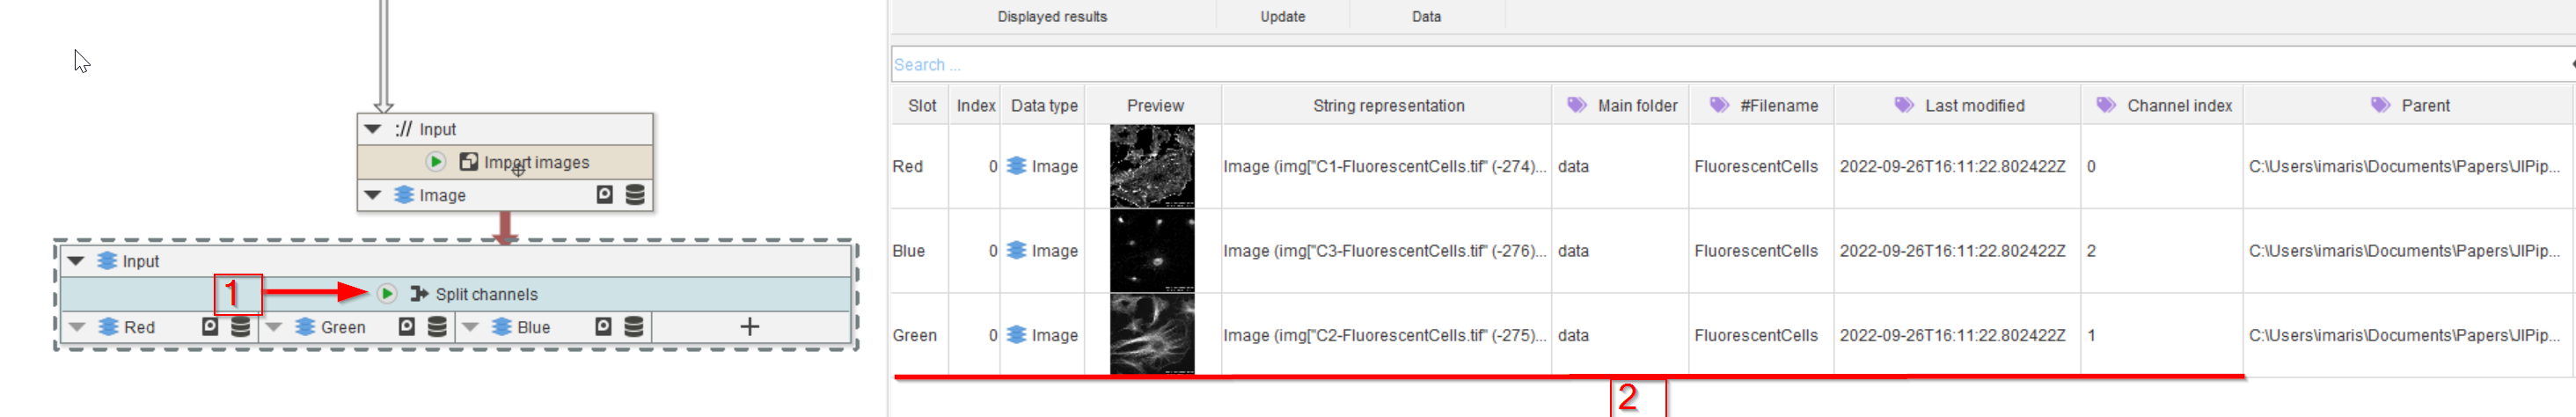 Displayed results Update Data
Search ...
Slot Index Data type Preview String representation Main folder #Filename Last modified Channel index Parent
Red 0 Image Image (img["C1-FluorescentCells.tif" (-274)... data FluorescentCells 2022-09-26T16:11:22.802422Z 0 C:\Users\imaris\Documents\Papers\JIPip...
Blue 0 Image Image (img["C3-FluorescentCells.tif" (-276)... data FluorescentCells 2022-09-26T16:11:22.802422Z 2 C:\Users\imaris\Documents\Papers\JIPip...
Green 0 Image Image (img["C2-FluorescentCells.tif" (-275)... data FluorescentCells 2022-09-26T16:11:22.802422Z 1 C:\Users\imaris\Documents\Papers\JIPip...
2
:// Input
Import images
Image
Input
1 Split channels
Red Green Blue +